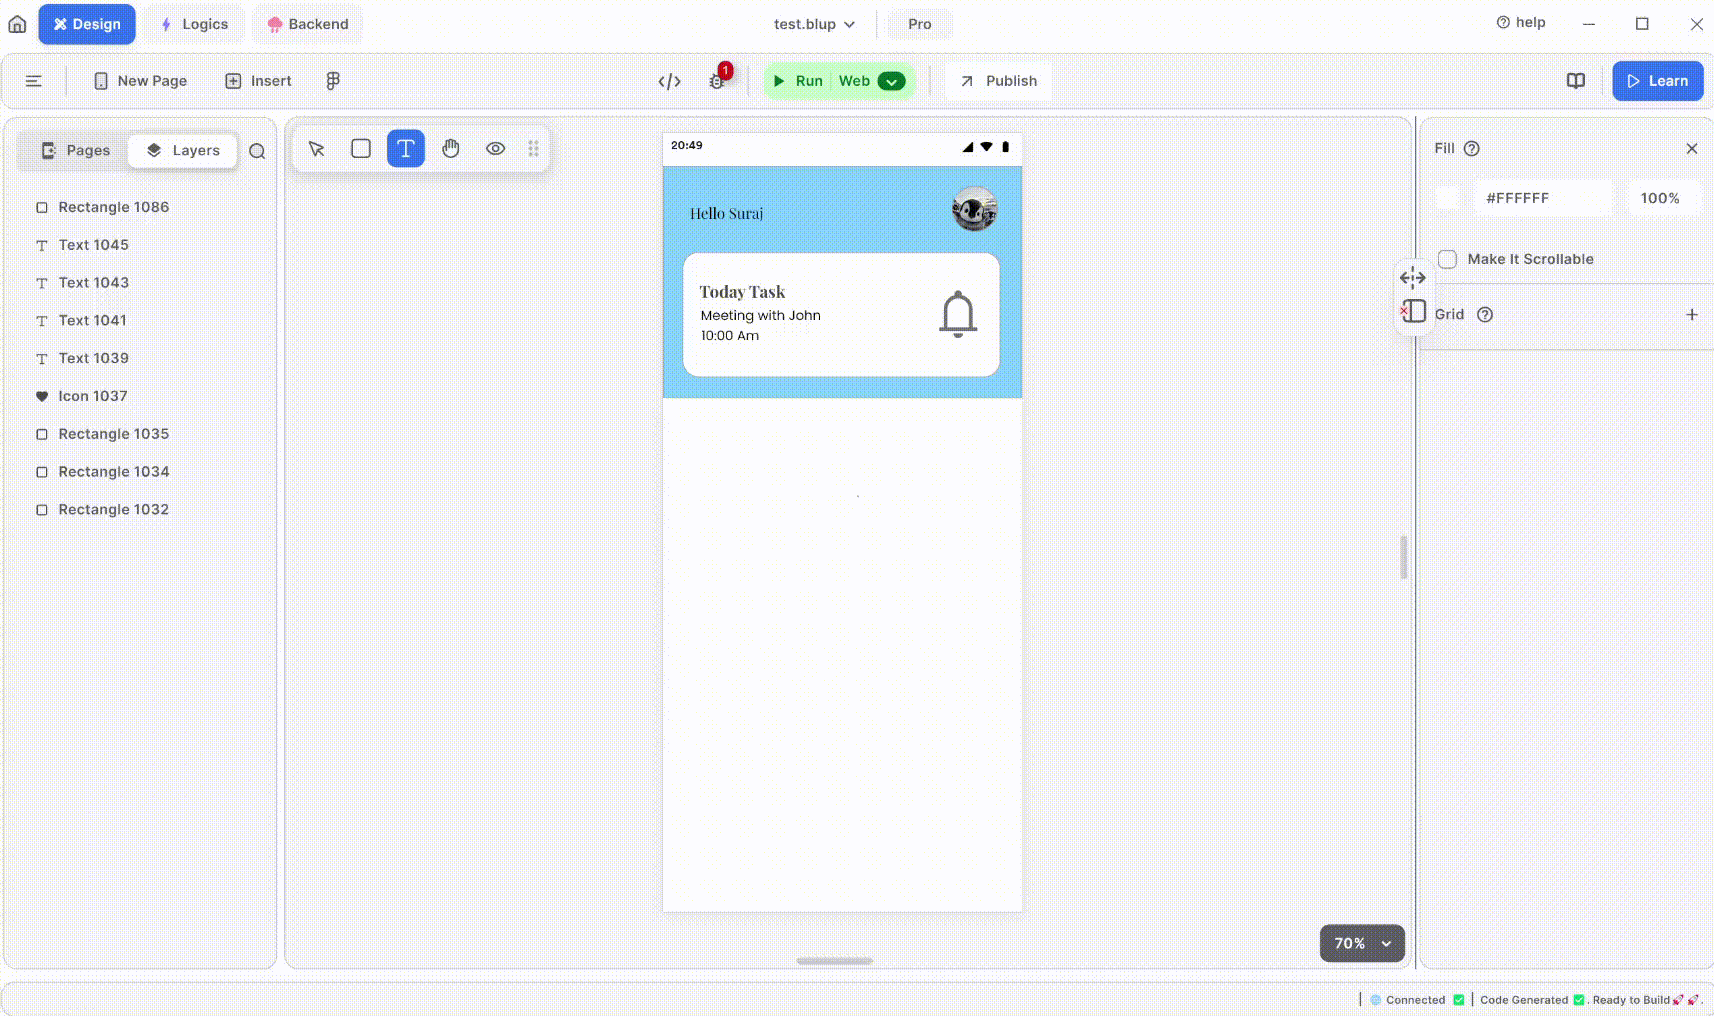 Design Logics Backend test.blup Pro help
New Page Insert 1 Run Web Publish Learn
Pages Layers
Rectangle 1086
Text 1045
Text 1043
Text 1041
Text 1039
Icon 1037
Rectangle 1035
Rectangle 1034
Rectangle 1032
T
20:49
Hello Suraj
Today Task
Meeting with John
10:00 Am
70%
Fill
#FFFFFF 100%
Make It Scrollable
Grid
Connected ✅ | Code Generated ✅. Ready to Build🚀🚀.